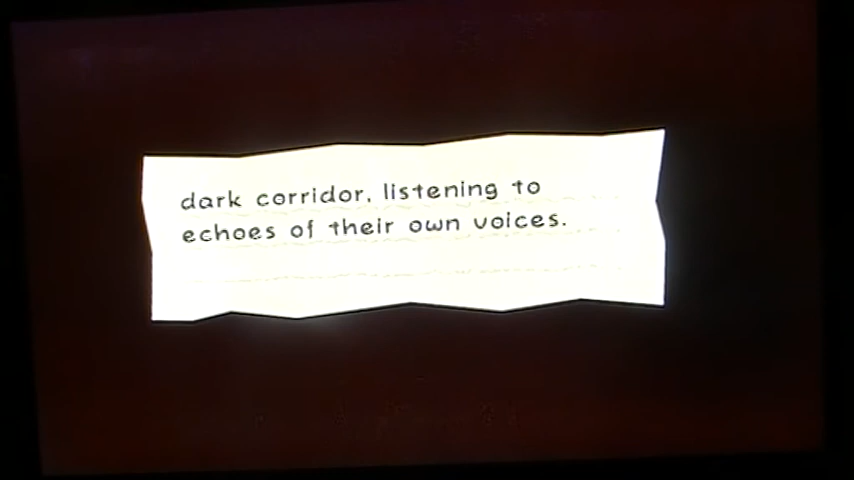 dark corridor, listening to
echoes of their own voices.